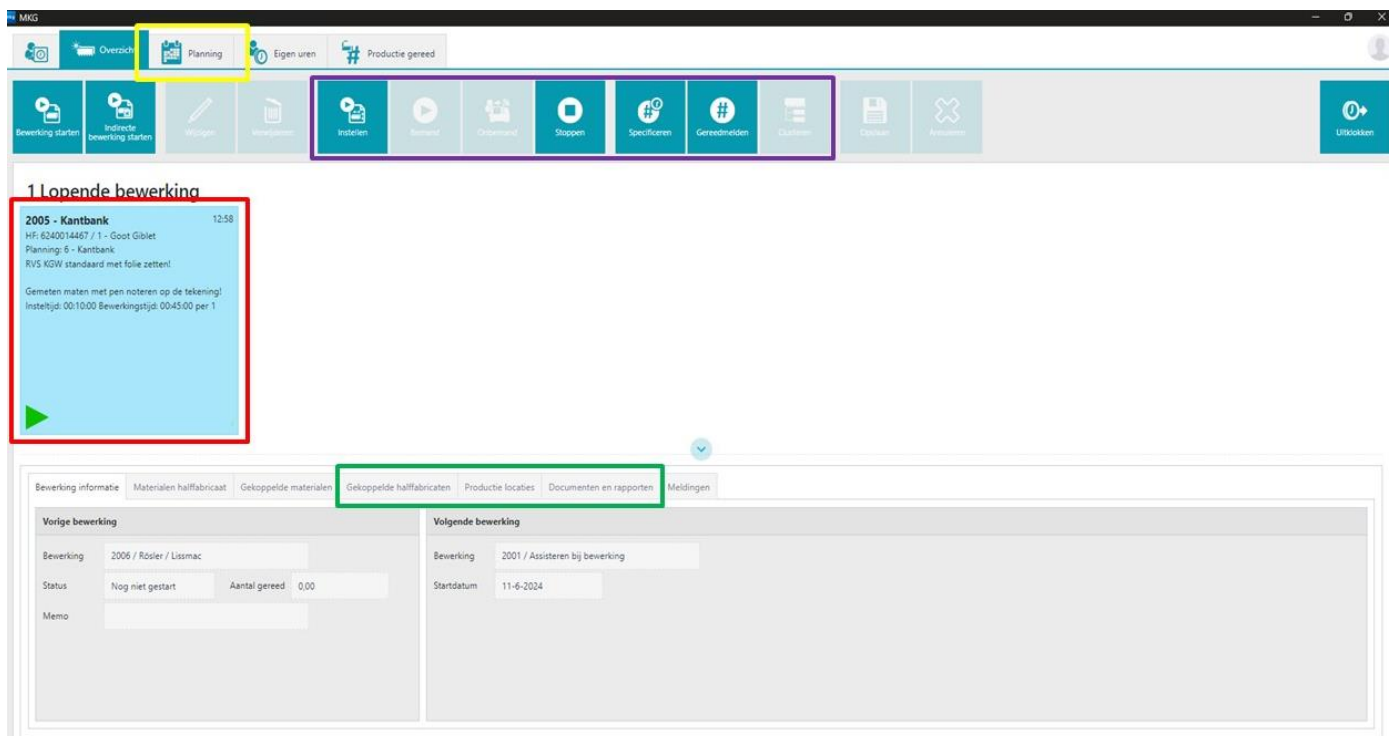 MKG
Overzicht
Planning
Eigen uren
Productie gereed
Bewerking starten
Indirecte bewerking starten
Wijzigen
Verwijderen
Instellen
Bemand
Onbemand
Stoppen
Specificeren
Gereedmelden
Clusteren
Opslaan
Annuleren
Uitklokken
1 Lopende bewerking
2005 - Kantbank 12:58
HF: 6240014467 / 1 - Goot Giblet
Planning: 6 - Kantbank
RVS KGW standaard met folie zetten!
Gemeten maten met pen noteren op de tekening!
Insteltijd: 00:10:00 Bewerkingstijd: 00:45:00 per 1
Bewerking informatie Materialen halffabricaat Gekoppelde materialen Gekoppelde halffabricaten Productie locaties Documenten en rapporten Meldingen
Vorige bewerking
Bewerking 2006 / Rösler / Lissmac
Status Nog niet gestart Aantal gereed 0,00
Memo
Volgende bewerking
Bewerking 2001 / Assisteren bij bewerking
Startdatum 11-6-2024